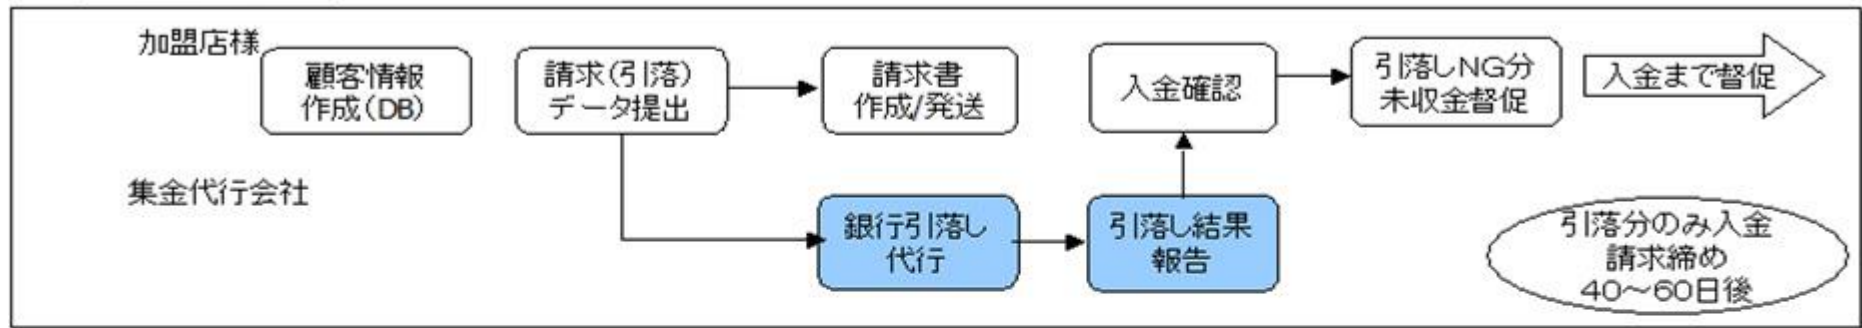 加盟店様
顧客情報
作成(DB)
請求(引落)
データ提出
請求書
作成/発送
入金確認
引落しNG分
未収金督促
入金まで督促
集金代行会社
銀行引落し
代行
引落し結果
報告
引落分のみ入金
請求締め
40～60日後